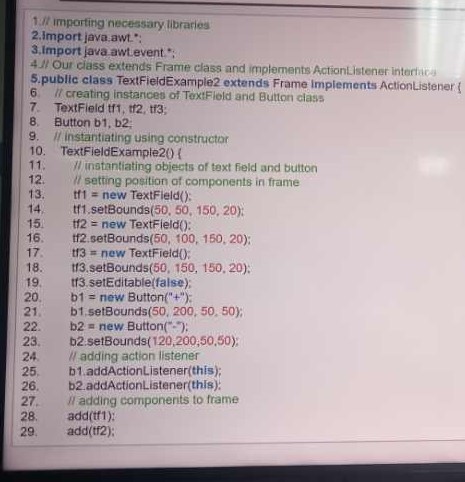 1.// importing necessary libraries
2.Import java.awt.*;
3.Import java.awt.event.*;
4.// Our class extends Frame class and implements ActionListener interface
5.public class TextFieldExample2 extends Frame Implements ActionListener {
6. // creating instances of TextField and Button class
7. TextField tf1, tf2, tf3;
8. Button b1, b2;
9. // instantiating using constructor
10. TextFieldExample2() {
11. // instantiating objects of text field and button
12. // setting position of components in frame
13. tf1 = new TextField();
14. tf1.setBounds(50, 50, 150, 20);
15. tf2 = new TextField();
16. tf2.setBounds(50, 100, 150, 20);
17. tf3 = new TextField();
18. tf3.setBounds(50, 150, 150, 20);
19. tf3.setEditable(false);
20. b1 = new Button("+");
21. b1.setBounds(50, 200, 50, 50);
22. b2 = new Button("-");
23. b2.setBounds(120,200,50,50);
24. // adding action listener
25. b1.addActionListener(this);
26. b2.addActionListener(this);
27. // adding components to frame
28. add(tf1);
29. add(tf2);